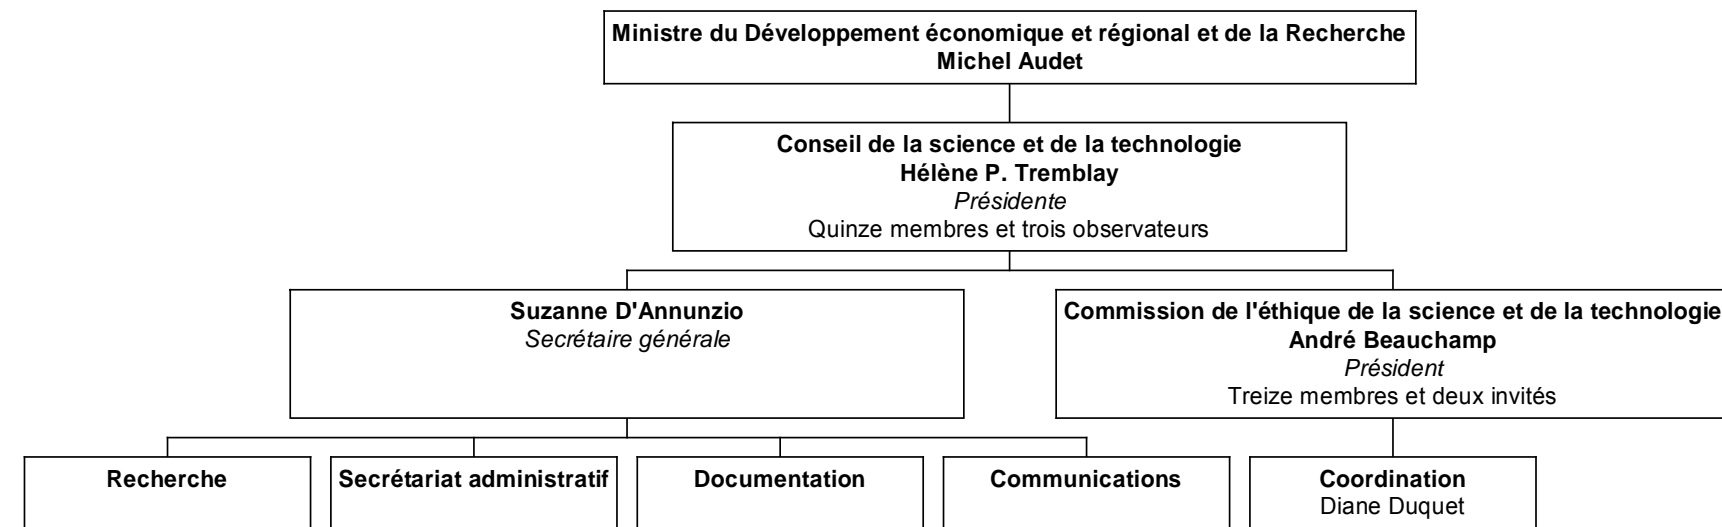 Ministre du Développement économique et régional et de la Recherche
Michel Audet
Conseil de la science et de la technologie
Hélène P. Tremblay
Présidente
Quinze membres et trois observateurs
Suzanne D'Annunzio
Secrétaire générale
Commission de l'éthique de la science et de la technologie
André Beauchamp
Président
Treize membres et deux invités
Recherche
Secrétariat administratif
Documentation
Communications
Coordination
Diane Duquet